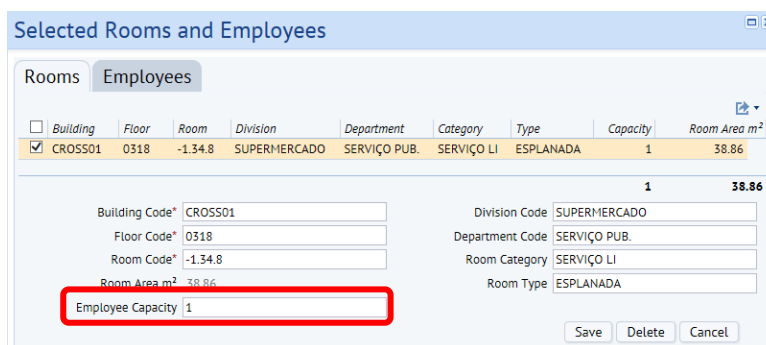 Selected Rooms and Employees
Rooms Employees
Building Floor Room Division Department Category Type Capacity Room Area m²
CROSS01 0318 -1.34.8 SUPERMERCADO SERVIÇO PUB. SERVIÇO LI ESPLANADA 1 38.86
1 38.86
Building Code* CROSS01 Division Code SUPERMERCADO
Floor Code* 0318 Department Code SERVIÇO PUB.
Room Code* -1.34.8 Room Category SERVIÇO LI
Room Area m² 38.86 Room Type ESPLANADA
Employee Capacity 1
Save Delete Cancel